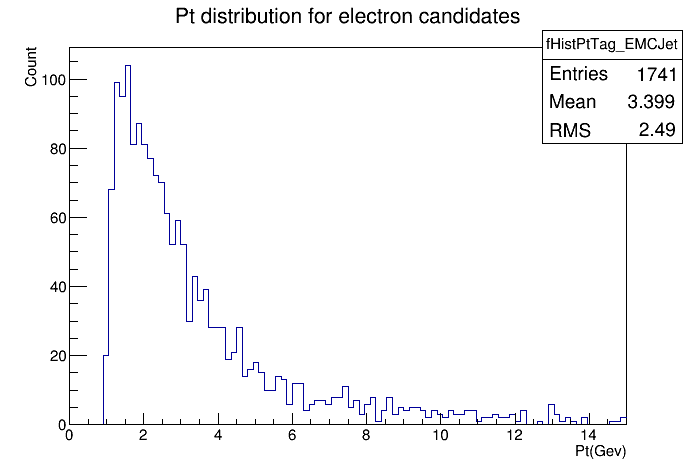 Pt distribution for electron candidates
fHistPtTag_EMCJet
Entries 1741
Mean 3.399
RMS 2.49
Count
100
80
60
40
20
0
0 2 4 6 8 10 12 14
Pt(Gev)